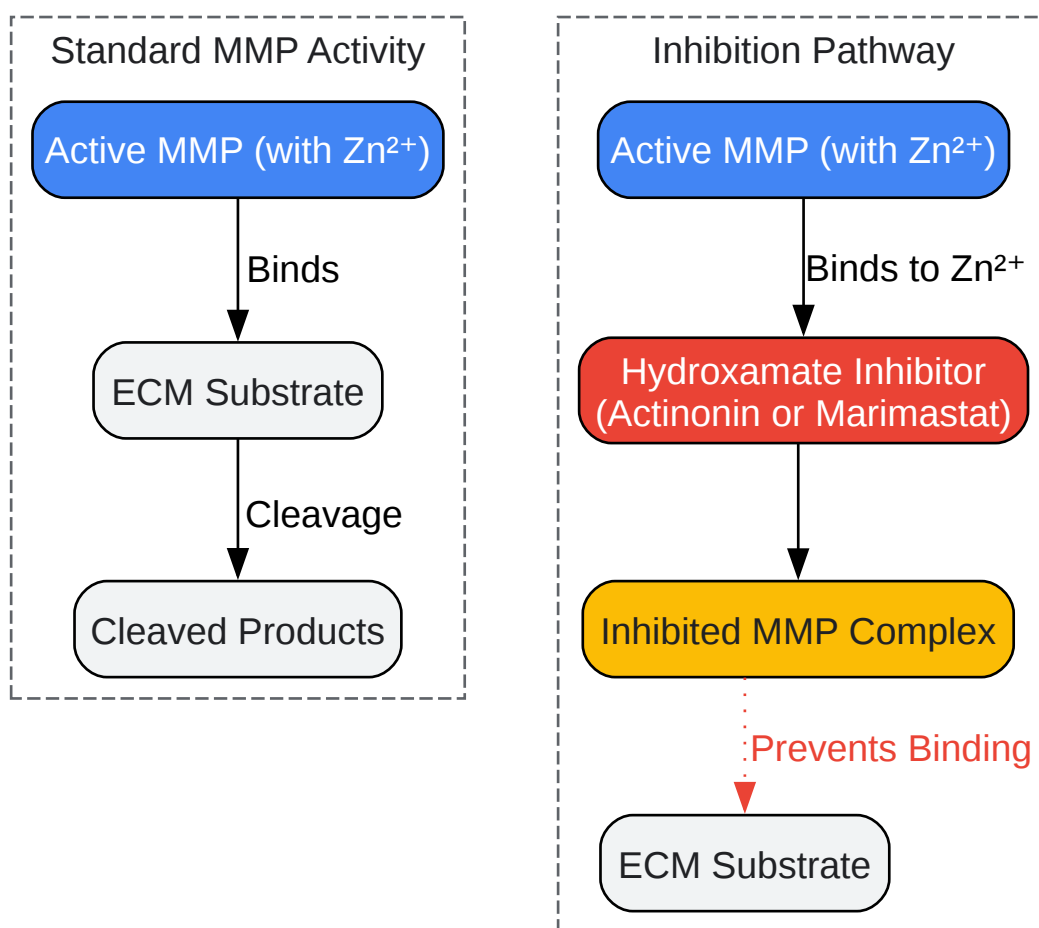 Standard MMP Activity
Active MMP (with Zn²⁺)
Binds
ECM Substrate
Cleavage
Cleaved Products
Inhibition Pathway
Active MMP (with Zn²⁺)
Binds to Zn²⁺
Hydroxamate Inhibitor
(Actinonin or Marimastat)
Inhibited MMP Complex
Prevents Binding
ECM Substrate